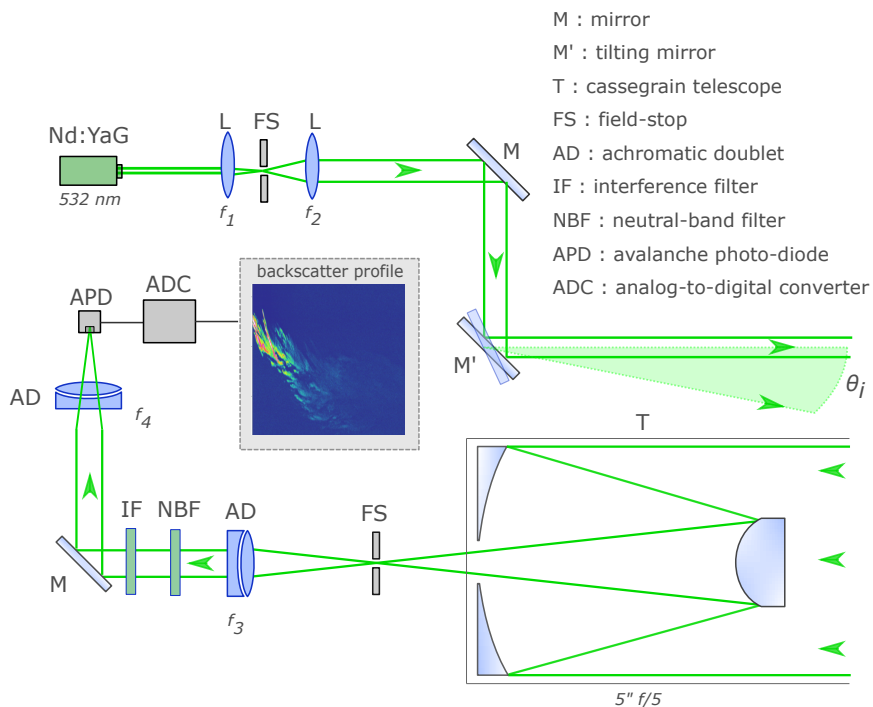 M : mirror
M' : tilting mirror
T : cassegrain telescope
FS : field-stop
AD : achromatic doublet
IF : interference filter
NBF : neutral-band filter
APD : avalanche photo-diode
ADC : analog-to-digital converter
Nd:YaG
532 nm
L
FS
L
f1
f2
M
backscatter profile
APD
ADC
M'
θi
AD
f4
T
IF
NBF
AD
FS
M
f3
5" f/5